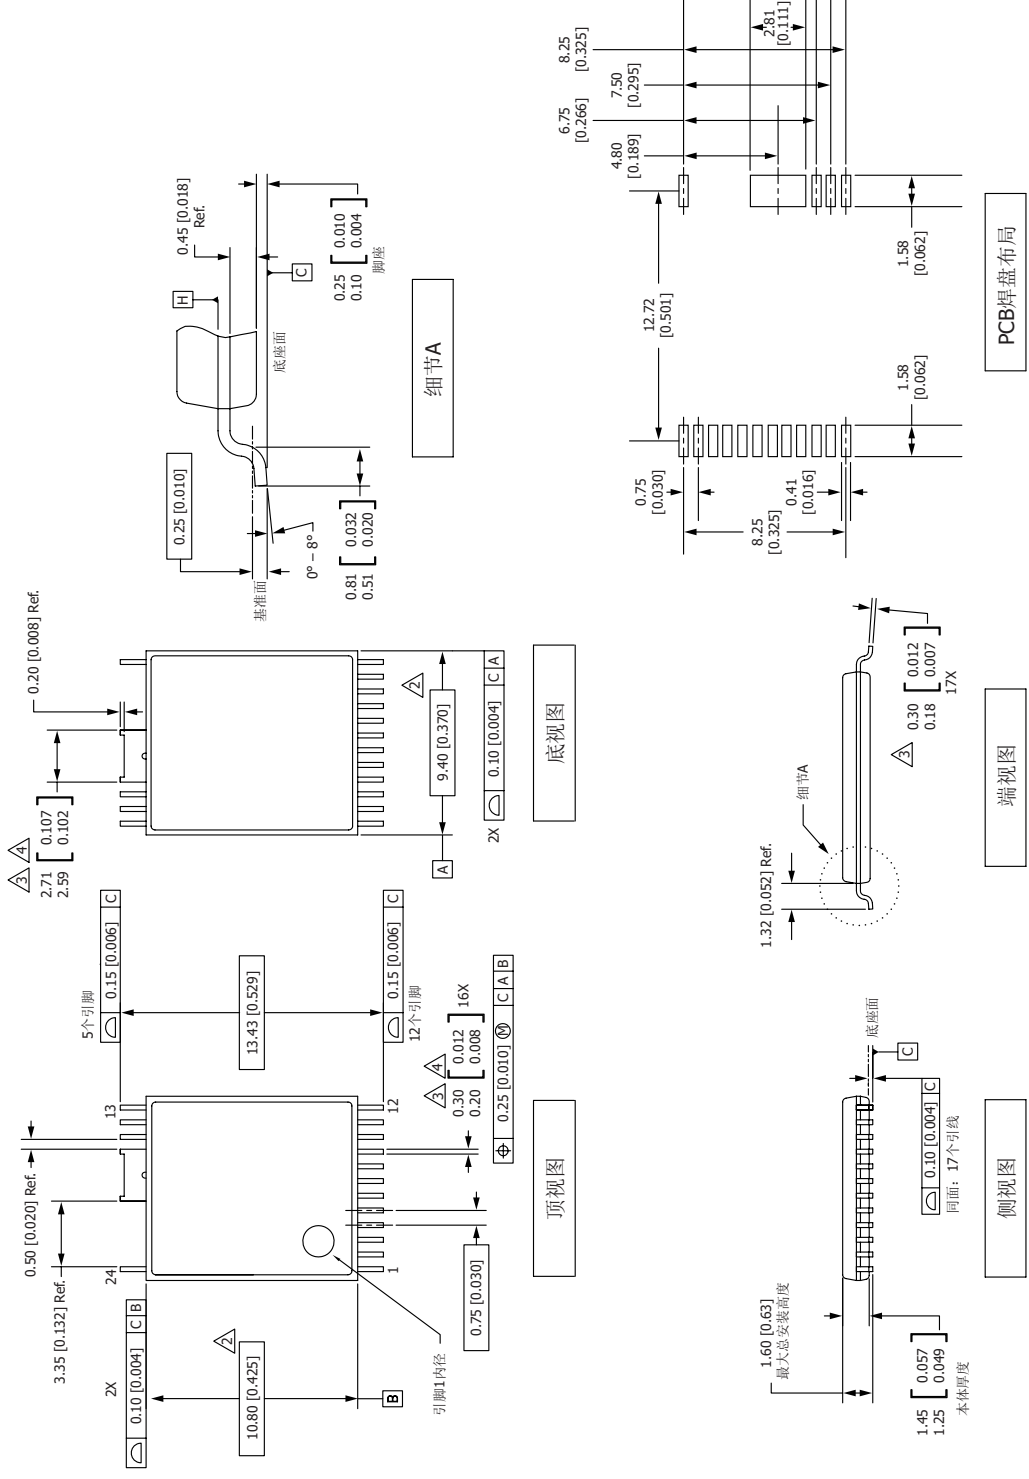 2X
0.10 [0.004] C B
3.35 [0.132] Ref.
0.50 [0.020] Ref.
24
13
5个引脚
0.15 [0.006] C
10.80 [0.425]
2
B
13.43 [0.529]
1
12
0.15 [0.006] C
12个引脚
引脚1内径
0.75 [0.030]
3
4
0.30
0.20
0.012
0.008
16X
0.25 [0.010] M C A B
顶视图
3
4
2.71
2.59
0.107
0.102
0.20 [0.008] Ref.
A
9.40 [0.370]
2
2X
0.10 [0.004] C A
底视图
0.25 [0.010]
基准面
0° – 8°
0.81
0.51
0.032
0.020
H
0.45 [0.018]
Ref.
底座面
C
0.25
0.10
0.010
0.004
脚座
细节A
1.60 [0.63]
最大总安装高度
1.45
1.25
0.057
0.049
本体厚度
底座面
C
0.10 [0.004] C
同面：17个引线
侧视图
1.32 [0.052] Ref.
细节A
3
0.30
0.18
0.012
0.007
17X
端视图
0.75
[0.030]
8.25
[0.325]
0.41
[0.016]
1.58
[0.062]
12.72
[0.501]
4.80
[0.189]
6.75
[0.266]
7.50
[0.295]
8.25
[0.325]
2.81
[0.111]
1.58
[0.062]
PCB焊盘布局